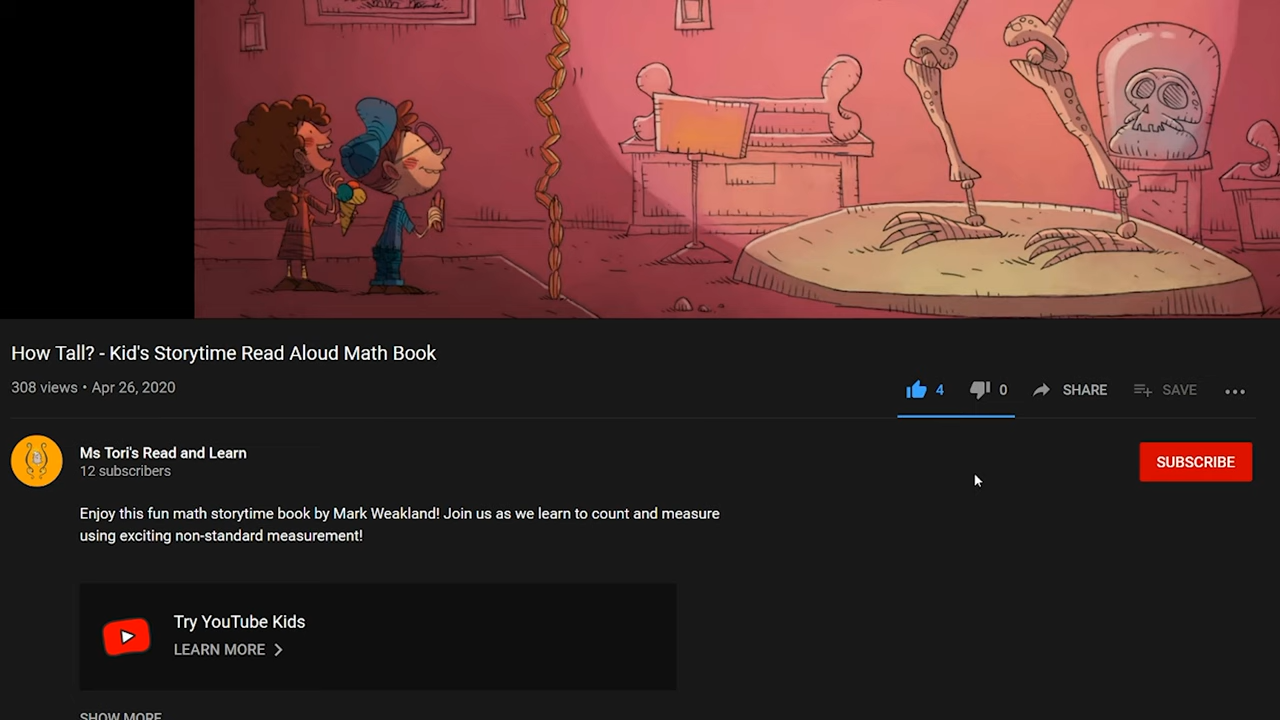 How Tall? - Kid's Storytime Read Aloud Math Book
308 views • Apr 26, 2020
4
0
SHARE
SAVE
Ms Tori's Read and Learn
12 subscribers
SUBSCRIBE
Enjoy this fun math storytime book by Mark Weakland! Join us as we learn to count and measure
using exciting non-standard measurement!
Try YouTube Kids
LEARN MORE
SHOW MORE